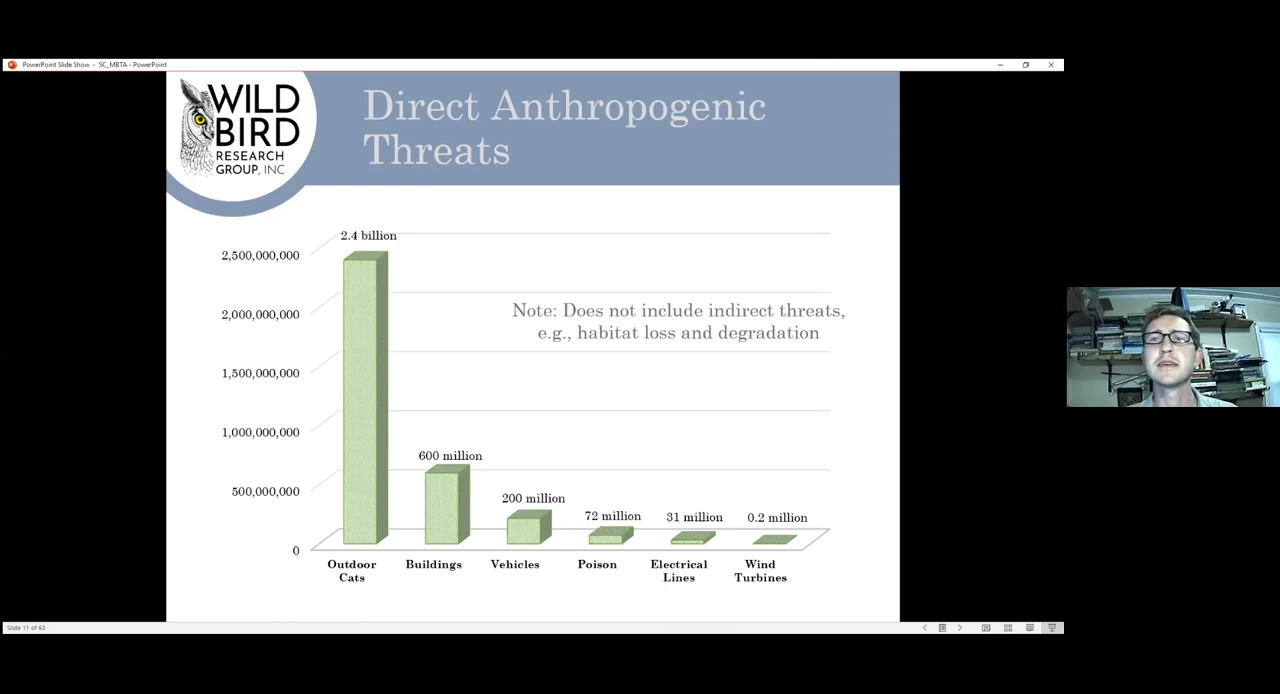 PowerPoint Slide Show - SC_MBTA - PowerPoint
WILD
BIRD
RESEARCH
GROUP, INC
Direct Anthropogenic
Threats
2.4 billion
2,500,000,000
2,000,000,000
Note: Does not include indirect threats,
e.g., habitat loss and degradation
1,500,000,000
1,000,000,000
600 million
500,000,000
200 million
72 million
31 million
0.2 million
0
Outdoor
Cats
Buildings
Vehicles
Poison
Electrical
Lines
Wind
Turbines
Slide 11 of 63